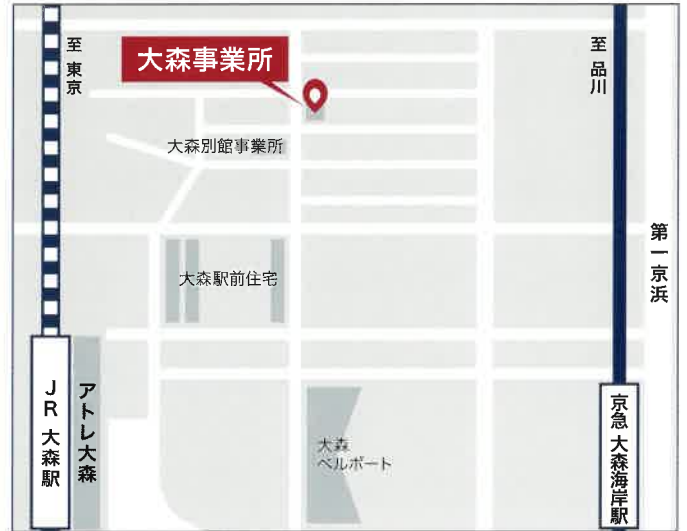 至 東京
大森事業所
至 品川
大森別館事業所
第一京浜
大森駅前住宅
JR 大森駅
アトレ大森
大森
ベルポート
京急 大森海岸駅